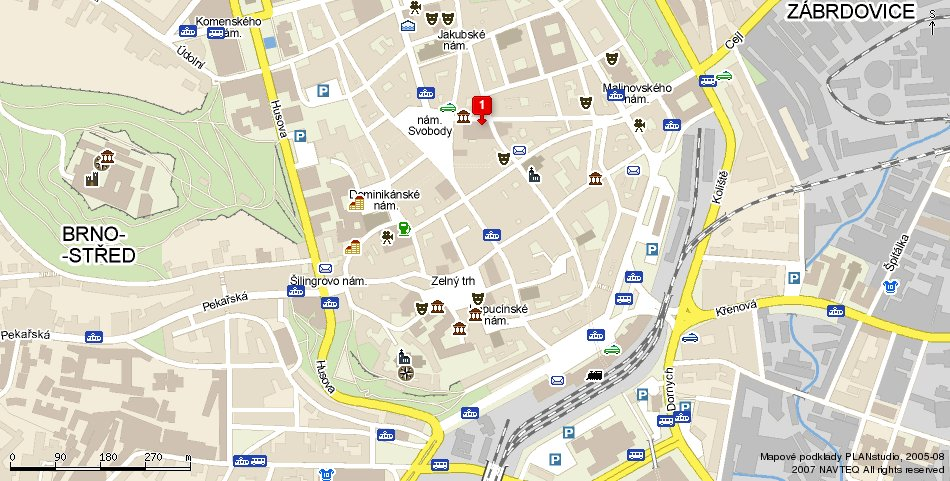 ZÁBRDOVICE
S
Komenského
nám.
Údolní
Jakubské
nám.
Cejl
Malinovského
nám.
P
Husova
P
1
nám.
Svobody
Koliště
Dominikánské
nám.
BRNO-
-STŘED
P
Špitálka
Šilingrovo nám.
Zelný trh
P
Pekařská
Křenová
Kapucínské
nám.
Pekařská
Husova
Dornych
P
P
P
0 90 180 270 m
Mapové podklady PLANstudio, 2005-08
2007 NAVTEQ All rights reserved